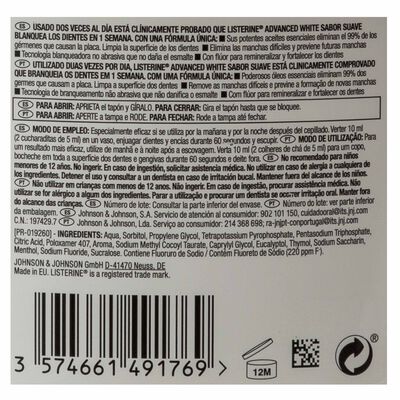 ES USADO DOS VECES AL DÍA ESTÁ CLÍNICAMENTE PROBADO QUE LISTERINE® ADVANCED WHITE SABOR SUAVE
BLANQUEA LOS DIENTES EN 1 SEMANA. CON UNA FÓRMULA ÚNICA: ■ Sus potentes aceites esenciales eliminan el 99% de los
gérmenes que causan la placa. Limpia la superficie de los dientes ■ Elimina las manchas difíciles y previene futuras manchas
■ Tecnología blanqueadora no abrasiva que no daña el esmalte ■ Con flúor para remineralizar y fortalecer los dientes
PT UTILIZADO DUAS VEZES POR DIA, LISTERINE® ADVANCED WHITE SABOR SUAVE ESTÁ CLINICAMENTE COMPROVADO
QUE BRANQUEIA OS DENTES EM 1 SEMANA. COM UMA FÓRMULA ÚNICA: ■ Poderosos óleos essenciais eliminam 99% dos
germes que causam placa. Limpa a superfície dos dentes ■ Remove as manchas difíceis e previne a formação de novas manchas
■ Tecnologia de branqueamento não abrasivo que não danifica o esmalte ■ Com flúor para remineralizar e fortalecer os dentes
ES PARA ABRIR: APRIETA el tapón y GÍRALO. PARA CERRAR: Gira el tapón hasta que se bloquee.
PT PARA ABRIR: APERTE a tampa e RODE. PARA FECHAR: Rode a tampa até fechar.
ES MODO DE EMPLEO: Especialmente eficaz si se utiliza por la mañana y por la noche después del cepillado. Verter 10 ml
(2 cucharaditas de 5 ml) en un vaso, enjuagar dientes y encías durante 60 segundos y escupir. PT MODO DE UTILIZAÇÃO: Para
um resultado mais eficaz, utilizar de manhã e à noite após a escovagem. Verta 10 ml (2 colheres de chá de 5 ml) para um copo,
bocheche em toda a superfície dos dentes e gengivas durante 60 segundos e deite fora. ES No recomendado para niños
menores de 12 años. No ingerir. En caso de ingestión, solicitar asistencia médica. No utilizar en caso de alergia a cualquiera de
los ingredientes. Detener el uso y consultar a un dentista en caso de irritación inusual. Mantener fuera del alcance de los niños.
PT Não utilizar em crianças com menos de 12 anos. Não ingerir. Em caso de ingestão, procurar assistência médica. Não utilizar
se for alérgico a algum dos ingredientes. Parar a utilização e procurar um dentista se ocorrer irritação invulgar. Manter fora do
alcance das crianças. ES Número de lote: Consultar la parte inferior del envase. PT Número do lote: ver parte inferior
da embalagem. ES Johnson & Johnson, S.A. Servicio de atención al consumidor: 902 101 150, cuidadooral@its.jnj.com
C.N.: 197429.7 PT Johnson & Johnson, Lda. Serviço ao consumidor: 214 368 698; ra-jnjpt-conportugal@its.jnj.com
[PR-019260] - INGREDIENTS: Aqua, Sorbitol, Propylene Glycol, Tetrapotassium Pyrophosphate, Pentasodium Triphosphate,
Citric Acid, Poloxamer 407, Aroma, Sodium Methyl Cocoyl Taurate, Caprylyl Glycol, Eucalyptol, Thymol, Sodium Saccharin,
Menthol, Sodium Fluoride, Sucralose. Contiene Fluoruro de Sodio / Contém Fluoreto de Sódio (220 ppm F⁻)
JOHNSON & JOHNSON GmbH D-41470 Neuss, DE
Made in EU. LISTERINE® is a registered trade mark.
3 574661 491769 >
12M